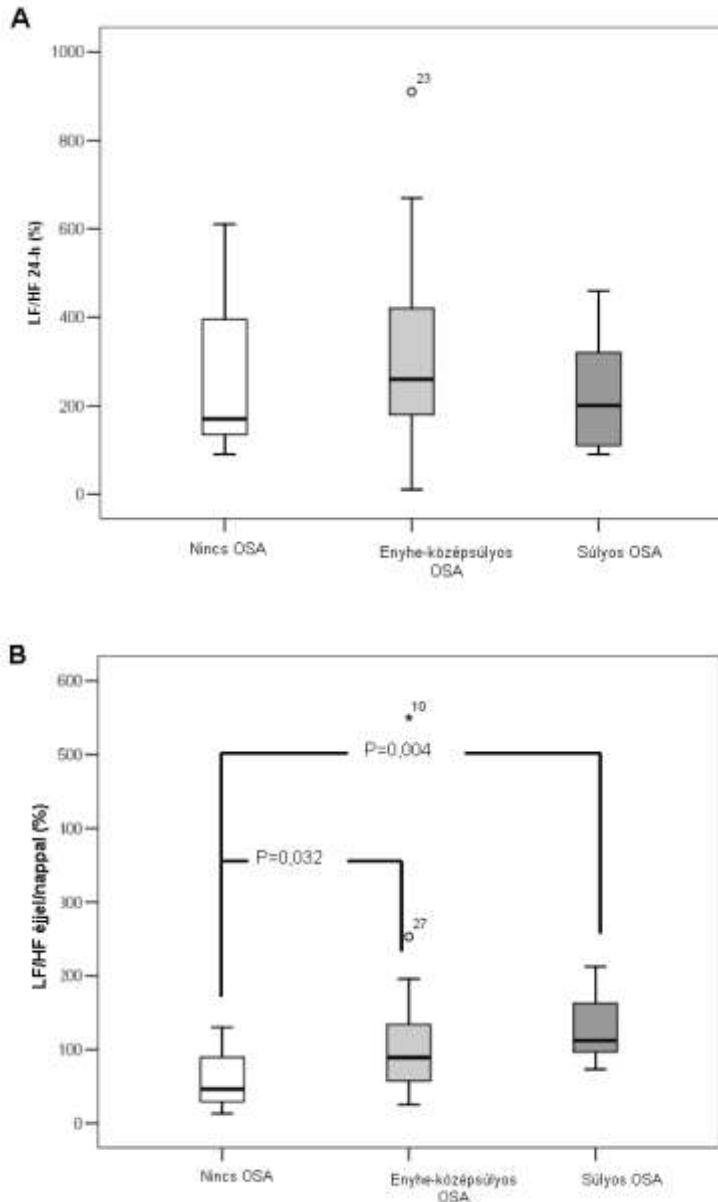 A
1000
23
800
LF/HF 24-h (%)
600
400
200
0
Nincs OSA
Enyhe-középsúlyos
OSA
Súlyos OSA
B
600
10
500
P=0,004
LF/HF éjjel/nappal (%)
400
P=0,032
300
27
200
100
0
Nincs OSA
Enyhe-középsúlyos
OSA
Súlyos OSA